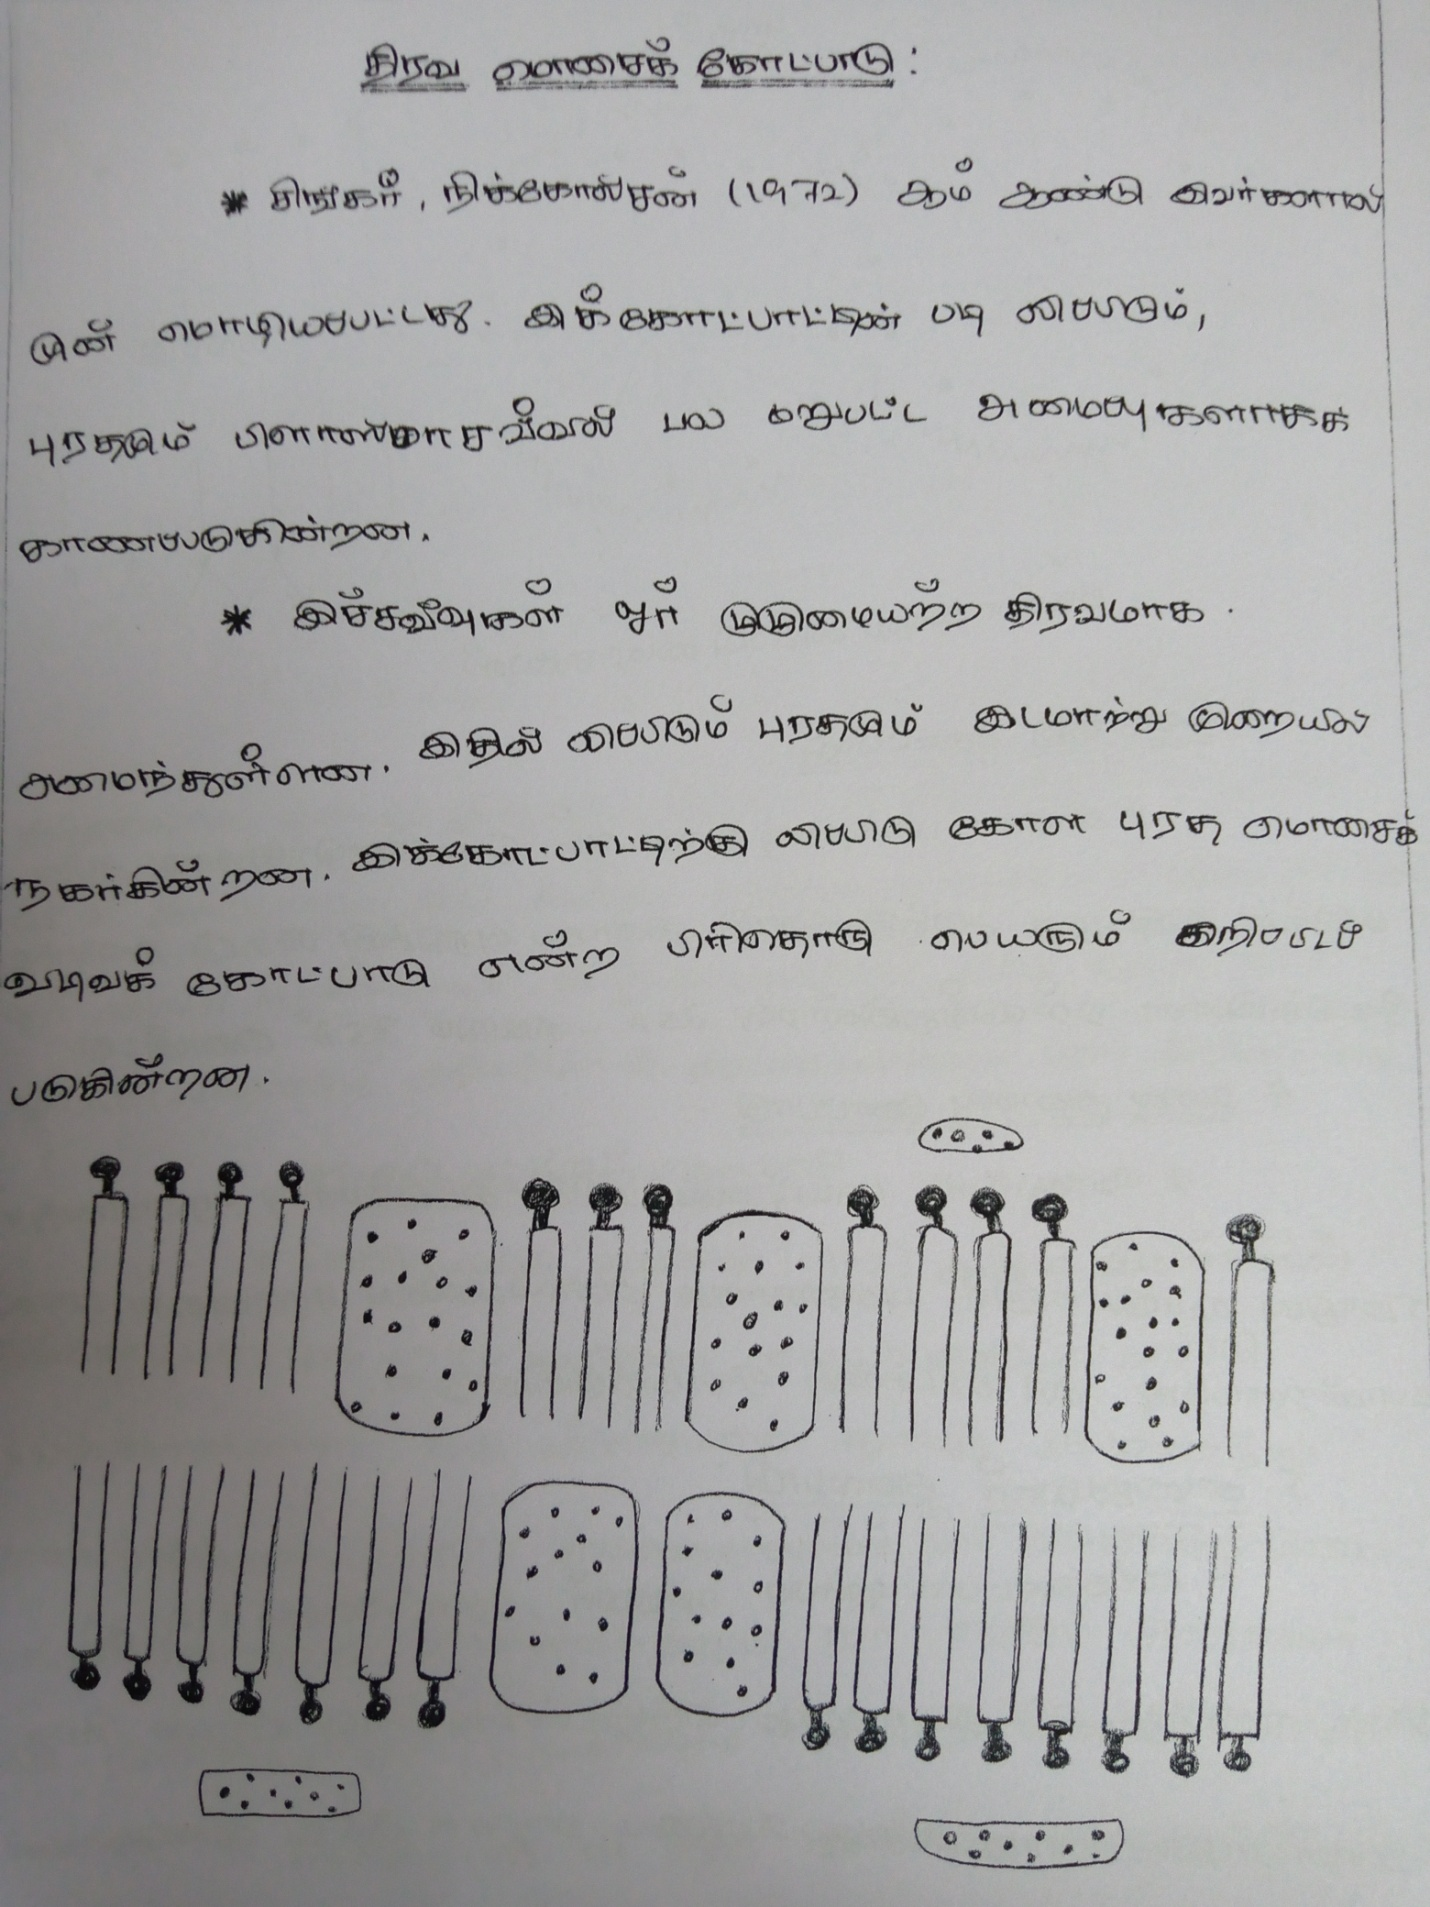 திரவ மொசைக் கோட்பாடு :
* சிங்கர், நிக்கோல்சன் (1972) ஆம் ஆண்டு இவர்களால்
முன் மொழியப்பட்டது. இக்கோட்பாட்டின் படி லிப்பிடும்,
புரதமும் பிளாஸ்மாசவ்வில் பல மறுபட்ட அமைப்புகளாகக்
காணப்படுகின்றன.
* இச்சவ்வுகள் ஓர் முழுமையற்ற திரவமாக .
அமைந்துள்ளன. இதில் லிப்பிடும் புரதமும் இடமாற்று முறையில்
நகர்கின்றன. இக்கோட்பாட்டிற்கு லிப்பிடு கோள புரத மொசைக்
வடிவக் கோட்பாடு என்ற பெயரும் குறிப்பிடப்
படுகின்றன.